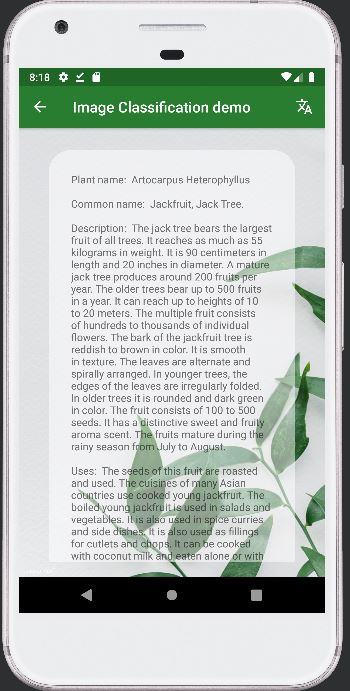 8:18
Image Classification demo
Plant name: Artocarpus Heterophyllus
Common name: Jackfruit, Jack Tree.
Description: The jack tree bears the largest
fruit of all trees. It reaches as much as 55
kilograms in weight. It is 90 centimeters in
length and 20 inches in diameter. A mature
jack tree produces around 200 fruits per
year. The older trees bear up to 500 fruits
in a year. It can reach up to heights of 10
to 20 meters. The multiple fruit consists
of hundreds to thousands of individual
flowers. The bark of the jackfruit tree is
reddish to brown in color. It is smooth
in texture. The leaves are alternate and
spirally arranged. In younger trees, the
edges of the leaves are irregularly folded.
In older trees it is rounded and dark green
in color. The fruit consists of 100 to 500
seeds. It has a distinctive sweet and fruity
aroma scent. The fruits mature during the
rainy season from July to August.
Uses: The seeds of this fruit are roasted
and used. The cuisines of many Asian
countries use cooked young jackfruit. The
boiled young jackfruit is used in salads and
vegetables. It is also used in spice curries
and side dishes. It is also used as fillings
for cutlets and chops. It can be cooked
with coconut milk and eaten alone or with